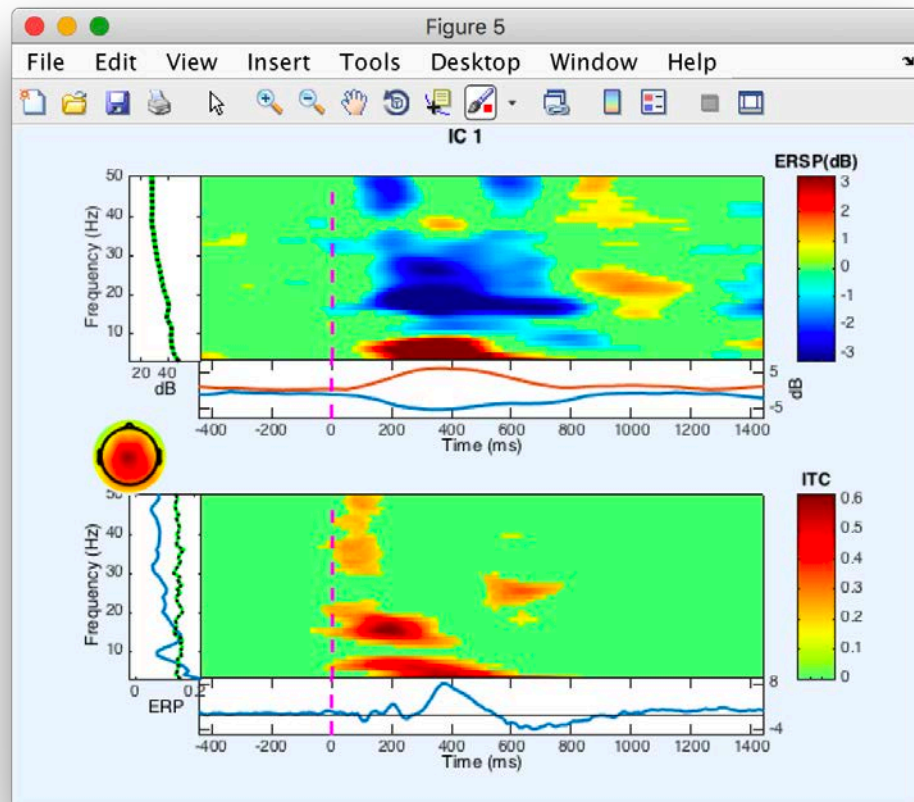 Figure 5
File Edit View Insert Tools Desktop Window Help
IC 1
ERSP(dB)
Frequency (Hz)
50
40
30
20
10
20 40
dB
3
2
1
0
-1
-2
-3
5
-5
dB
-400 -200 0 200 400 600 800 1000 1200 1400
Time (ms)
ITC
Frequency (Hz)
50
40
30
20
10
0 0.2
ERP
0.6
0.5
0.4
0.3
0.2
0.1
0
8
-4
-400 -200 0 200 400 600 800 1000 1200 1400
Time (ms)